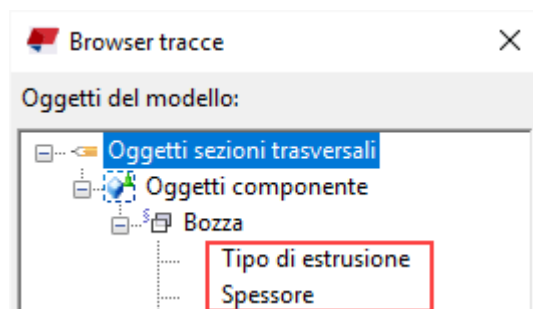 Browser tracce
Oggetti del modello:
Oggetti sezioni trasversali
Oggetti componente
Bozza
Tipo di estrusione
Spessore